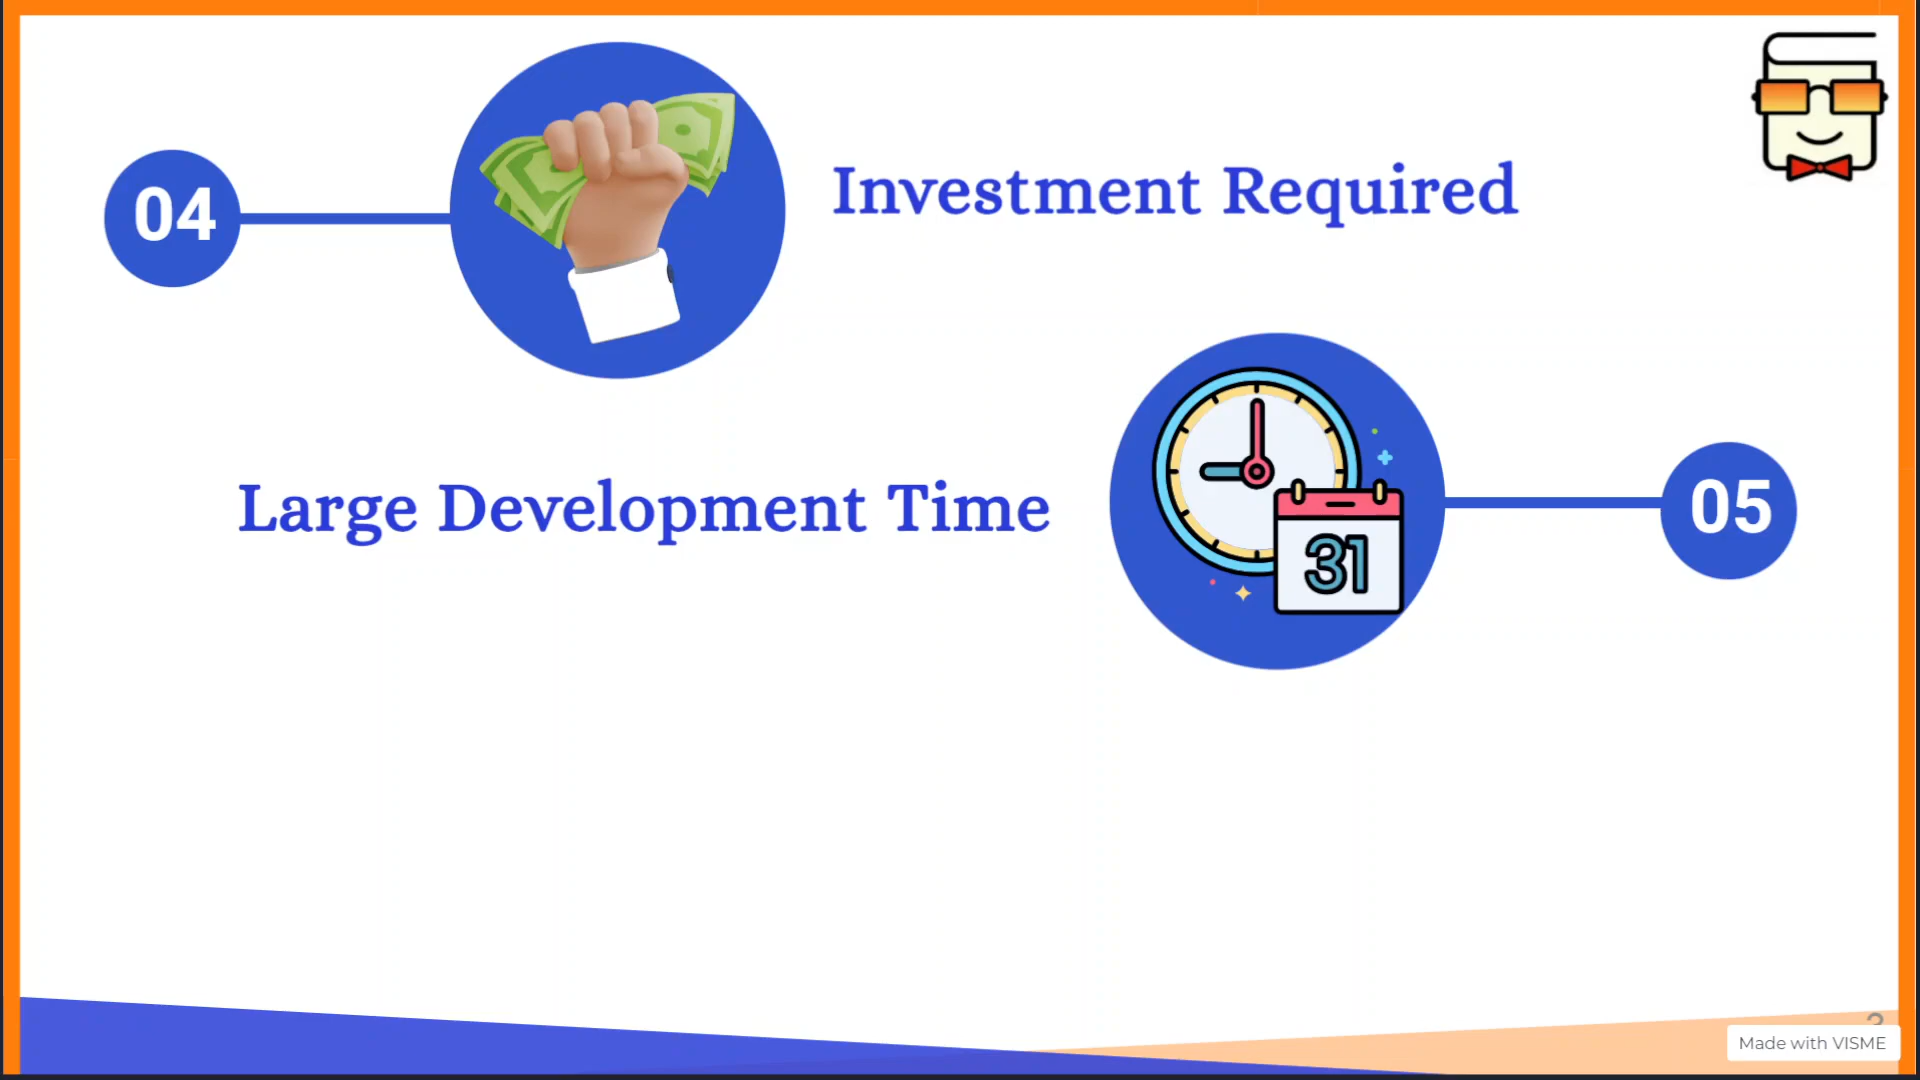 04
Investment Required
Large Development Time
31
05
Made with VISME